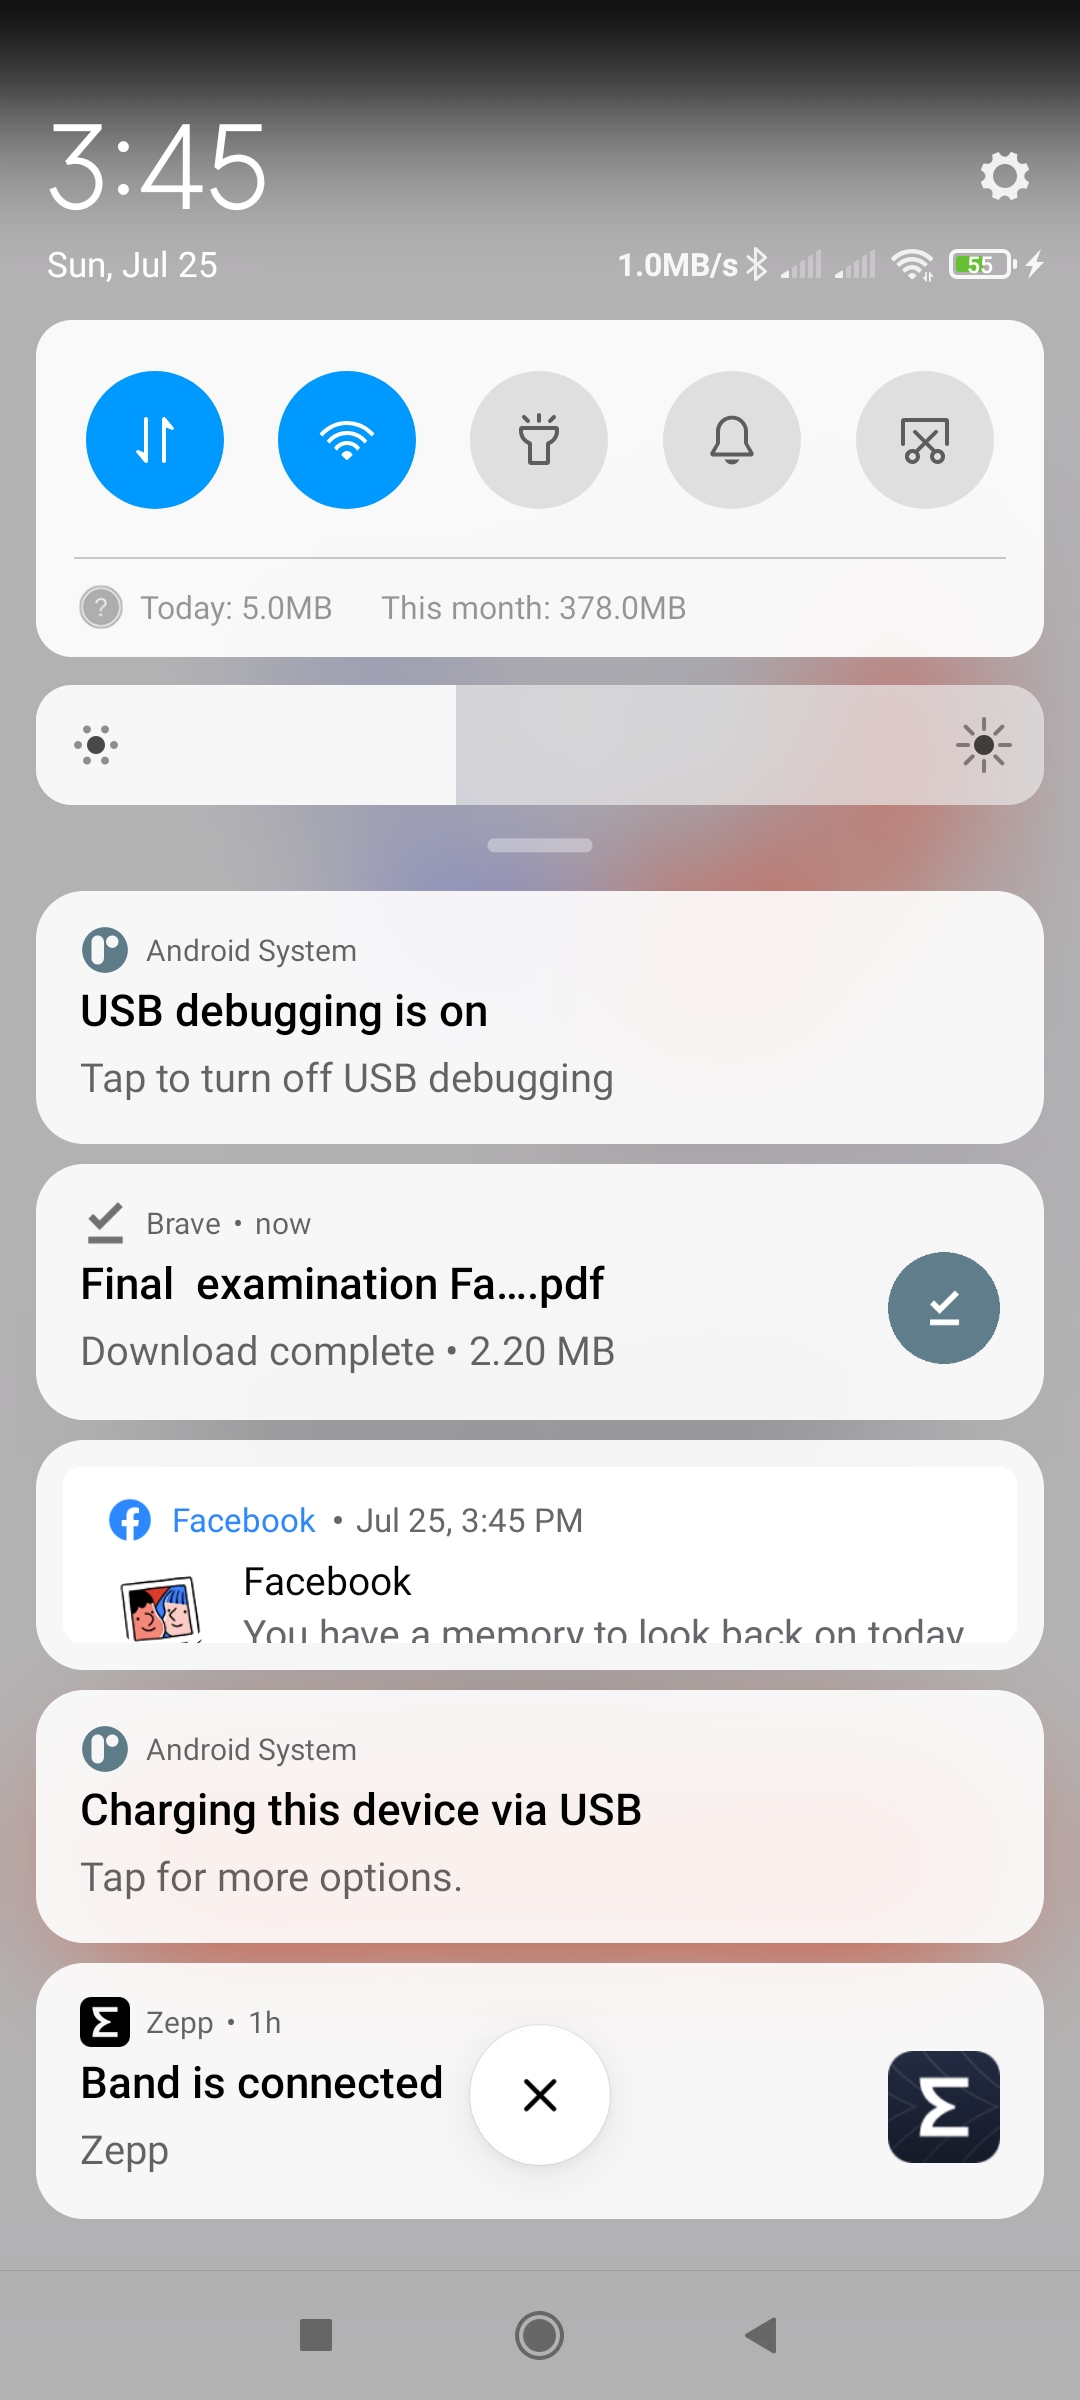 3:45
Sun, Jul 25
1.0MB/s
55
? Today: 5.0MB This month: 378.0MB
Android System
USB debugging is on
Tap to turn off USB debugging
Brave • now
Final  examination Fa....pdf
Download complete • 2.20 MB
Facebook • Jul 25, 3:45 PM
Facebook
You have a memory to look back on today
Android System
Charging this device via USB
Tap for more options.
Zepp • 1h
Band is connected
Zepp